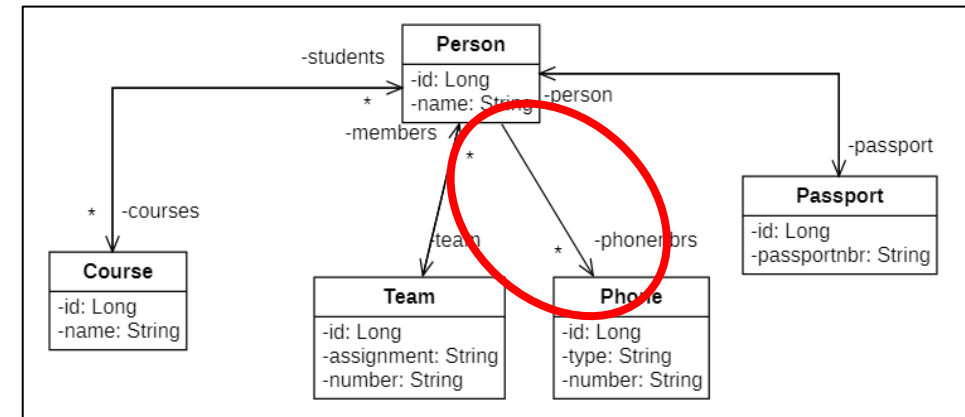 Person
-id: Long
-name: String
-students
*
-members
*
-person
-passport
Passport
-id: Long
-passportnbr: String
*
-courses
Course
-id: Long
-name: String
-team
Team
-id: Long
-assignment: String
-number: String
*
-phonenbrs
Phone
-id: Long
-type: String
-number: String